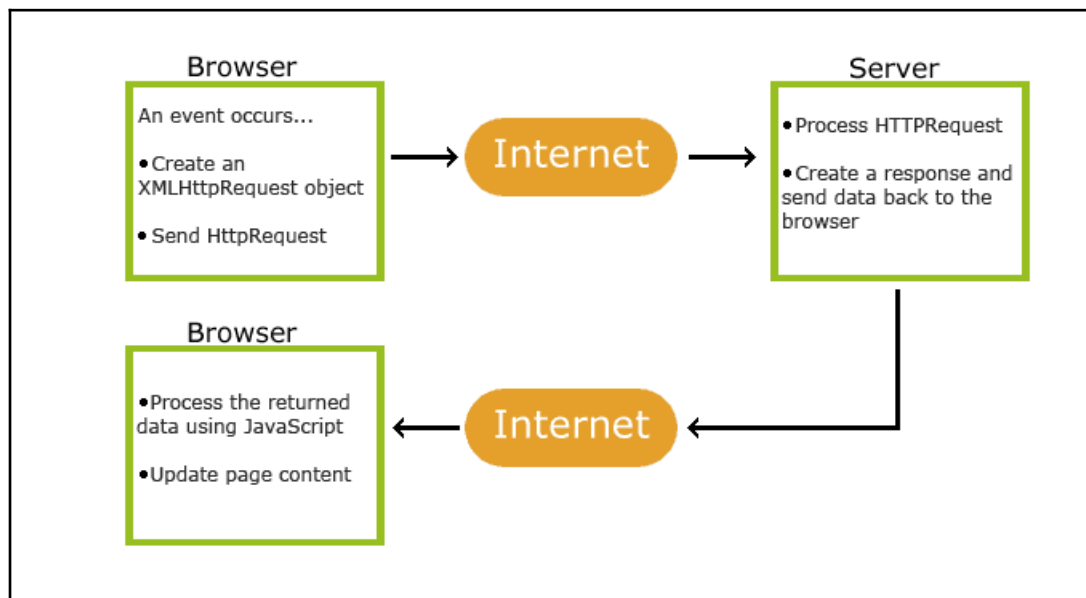 Browser
An event occurs...
●Create an
XMLHttpRequest object
● Send HttpRequest
Internet
Server
●Process HTTPRequest
● Create a response and
send data back to the
browser
Browser
●Process the returned
data using JavaScript
●Update page content
Internet